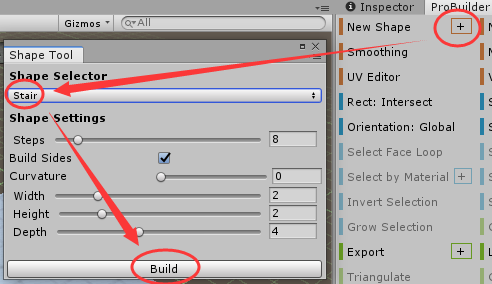 Gizmos All
Inspector ProBuilder
Shape Tool
Shape Selector
Stair
Shape Settings
Steps 8
Build Sides
Curvature 0
Width 2
Height 2
Depth 4
Build
New Shape +
Smoothing
UV Editor
Rect: Intersect
Orientation: Global
Select Face Loop
Select by Material +
Invert Selection
Grow Selection
Export +
Triangulate